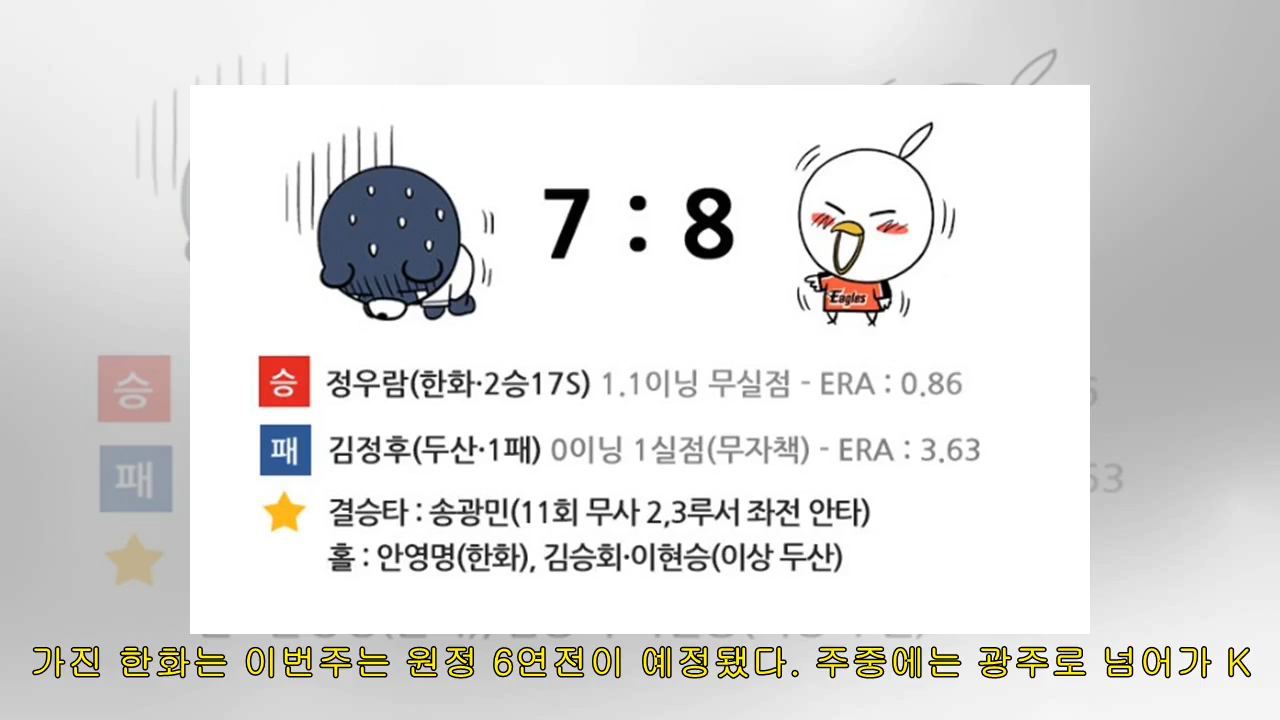 7 : 8
Eagles
승 정우람(한화·2승17S) 1.1이닝 무실점 - ERA : 0.86
패 김정후(두산·1패) 0이닝 1실점(무자책) - ERA : 3.63
결승타 : 송광민(11회 무사 2,3루서 좌전 안타)
홀 : 안영명(한화), 김승회·이현승(이상 두산)
가진 한화는 이번주는 원정 6연전이 예정됐다. 주중에는 광주로 넘어가 K